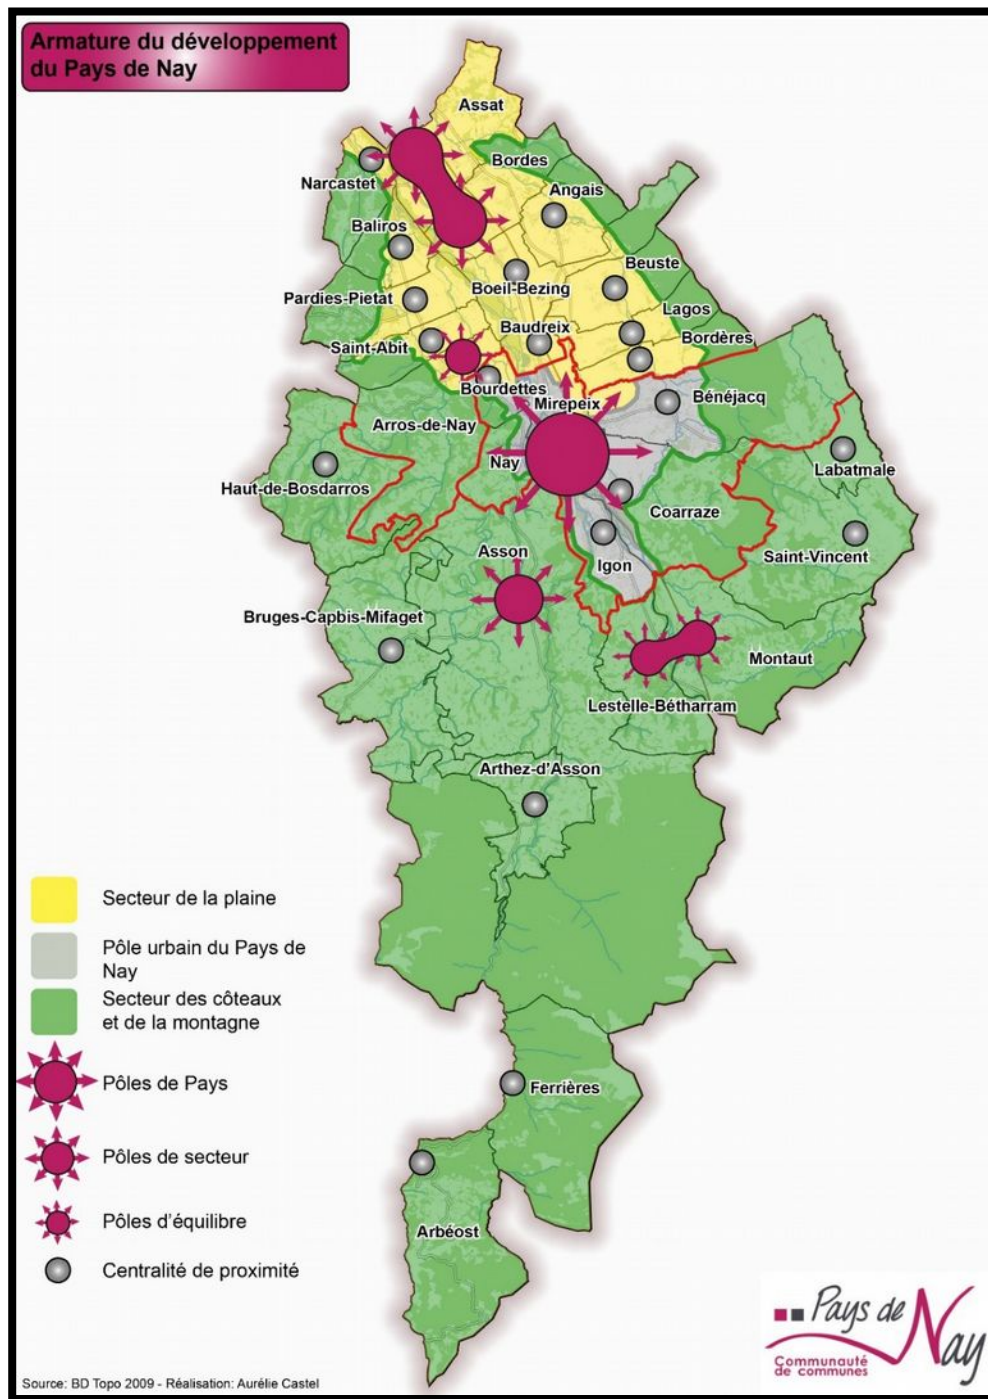 Armature du développement
du Pays de Nay
Assat
Bordes
Narcastet
Angais
Baliros
Beuste
Boeil-Bezing
Pardies-Pietat
Lagos
Baudreix
Bordères
Saint-Abit
Bourdettes
Mirepeix
Bénéjacq
Arros-de-Nay
Nay
Labatmale
Haut-de-Bosdarros
Coarraze
Asson
Saint-Vincent
Igon
Bruges-Capbis-Mifaget
Montaut
Lestelle-Bétharram
Arthez-d'Asson
Ferrières
Arbéost
Secteur de la plaine
Pôle urbain du Pays de
Nay
Secteur des côteaux
et de la montagne
Pôles de Pays
Pôles de secteur
Pôles d'équilibre
Centralité de proximité
Pays de Nay
Communauté
de communes
Source: BD Topo 2009 - Réalisation: Aurélie Castel